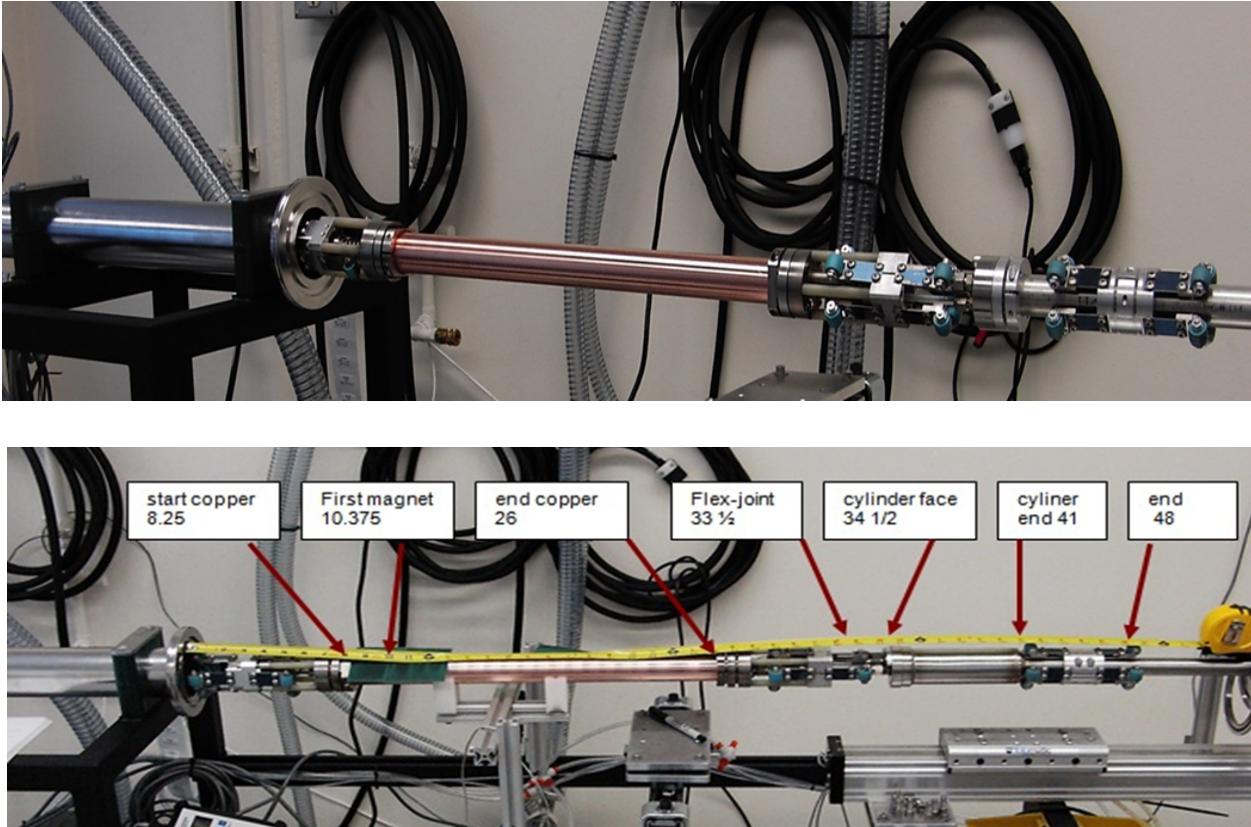 start copper
8.25
First magnet
10.375
end copper
26
Flex-joint
33 ½
cylinder face
34 1/2
cyliner
end 41
end
48